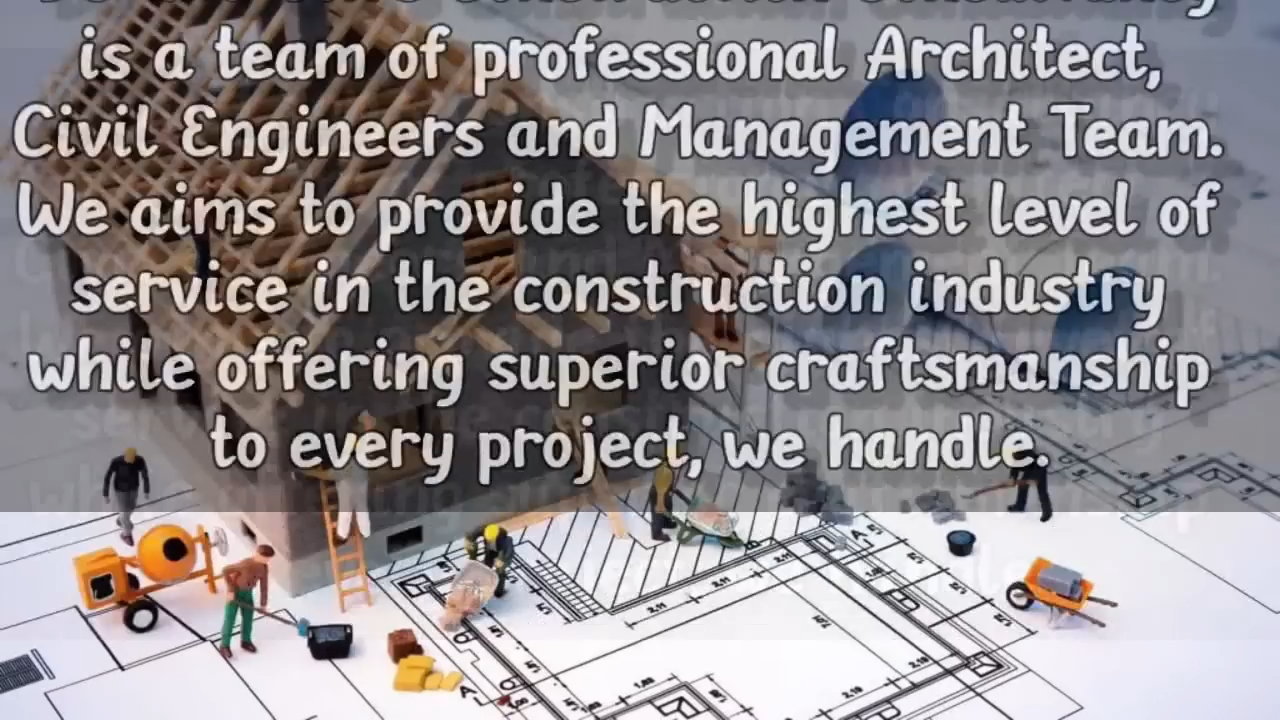 is a team of professional Architect,
Civil Engineers and Management Team.
We aims to provide the highest level of
service in the construction industry
while offering superior craftsmanship
to every project, we handle.